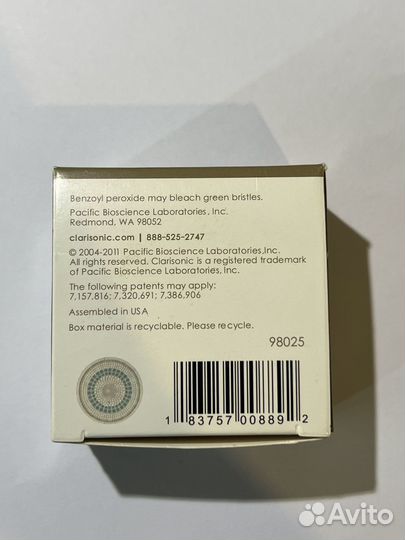 Benzoyl peroxide may bleach green bristles.
Pacific Bioscience Laboratories, Inc.
Redmond, WA 98052
clarisonic.com | 888-525-2747
© 2004-2011 Pacific Bioscience Laboratories,Inc.
All rights reserved. Clarisonic is a registered trademark
of Pacific Bioscience Laboratories, Inc.
The following patents may apply:
7,157,816; 7,320,691; 7,386,906
Assembled in USA
Box material is recyclable. Please recycle.
98025
1 83757 00889 2
Avito